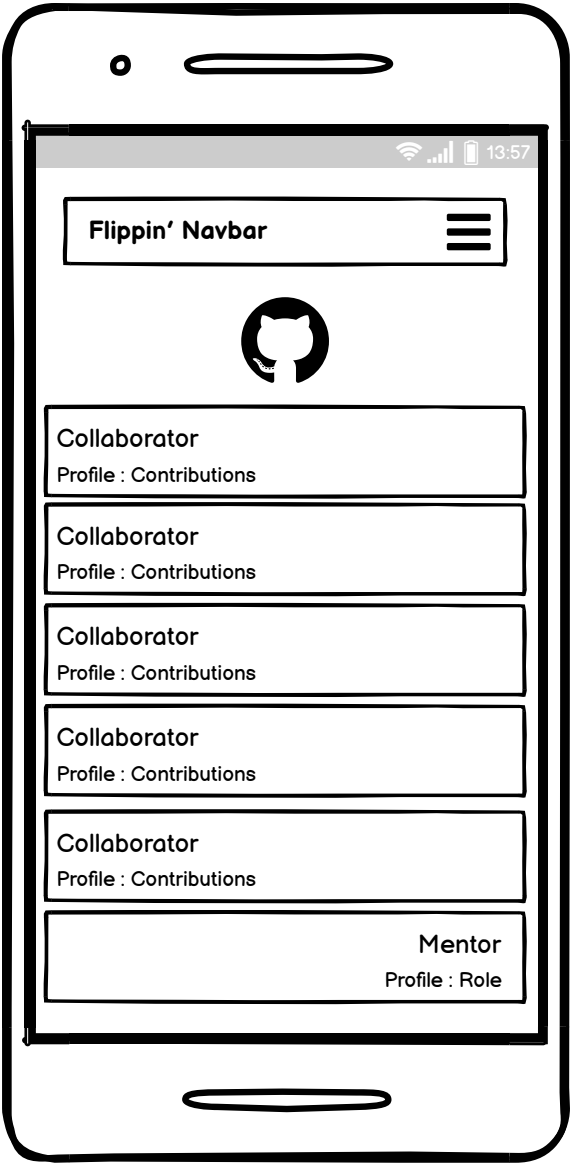 13:57
Flippin’ Navbar
Collaborator
Profile : Contributions
Collaborator
Profile : Contributions
Collaborator
Profile : Contributions
Collaborator
Profile : Contributions
Collaborator
Profile : Contributions
Mentor
Profile : Role